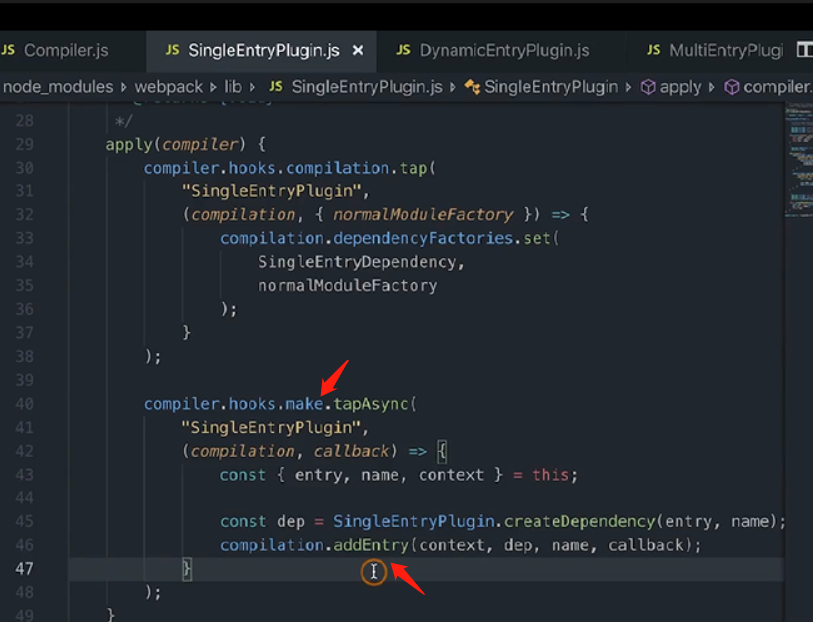 JS Compiler.js JS SingleEntryPlugin.js × JS DynamicEntryPlugin.js JS MultiEntryPlugi
node_modules webpack lib JS SingleEntryPlugin.js SingleEntryPlugin apply compiler.
28 */
29 apply(compiler) {
30 compiler.hooks.compilation.tap(
31 "SingleEntryPlugin",
32 (compilation, { normalModuleFactory }) => {
33 compilation.dependencyFactories.set(
34 SingleEntryDependency,
35 normalModuleFactory
36 );
37 }
38 );
39
40 compiler.hooks.make.tapAsync(
41 "SingleEntryPlugin",
42 (compilation, callback) => {
43 const { entry, name, context } = this;
44
45 const dep = SingleEntryPlugin.createDependency(entry, name);
46 compilation.addEntry(context, dep, name, callback);
47 }
48 );
49 }